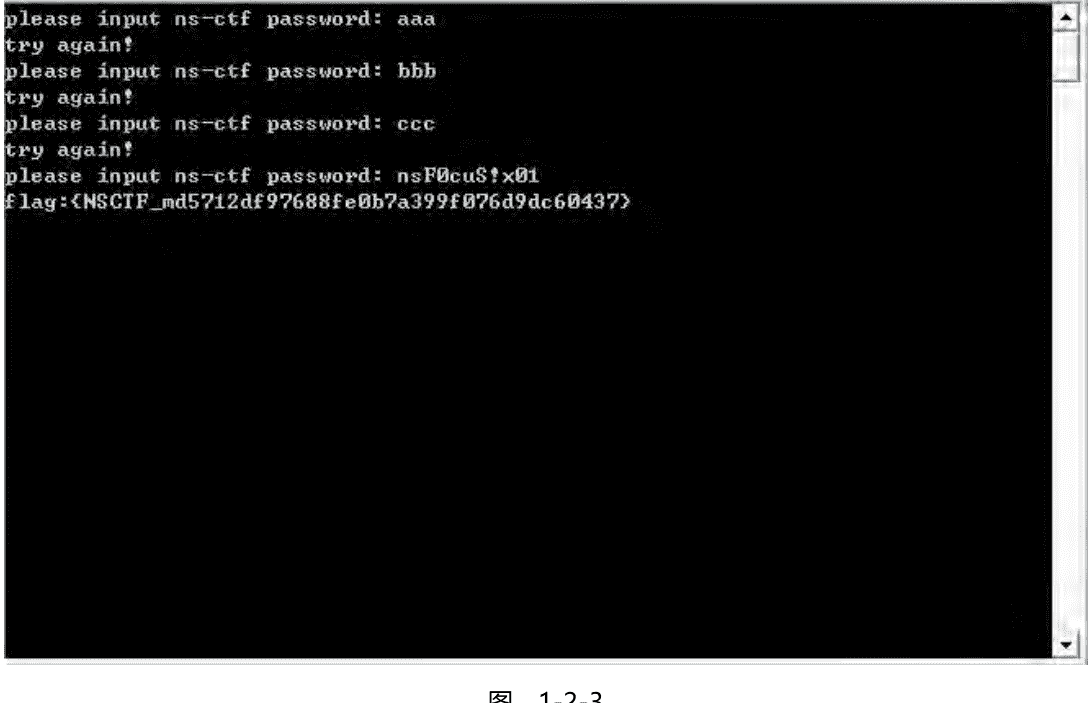 please input ns-ctf password: aaa
try again!
please input ns-ctf password: bbb
try again!
please input ns-ctf password: ccc
try again!
please input ns-ctf password: nsF0cuS!x01
flag:{NSCTF_md5712df97688fe0b7a399f076d9dc60437}
图 1-2-3